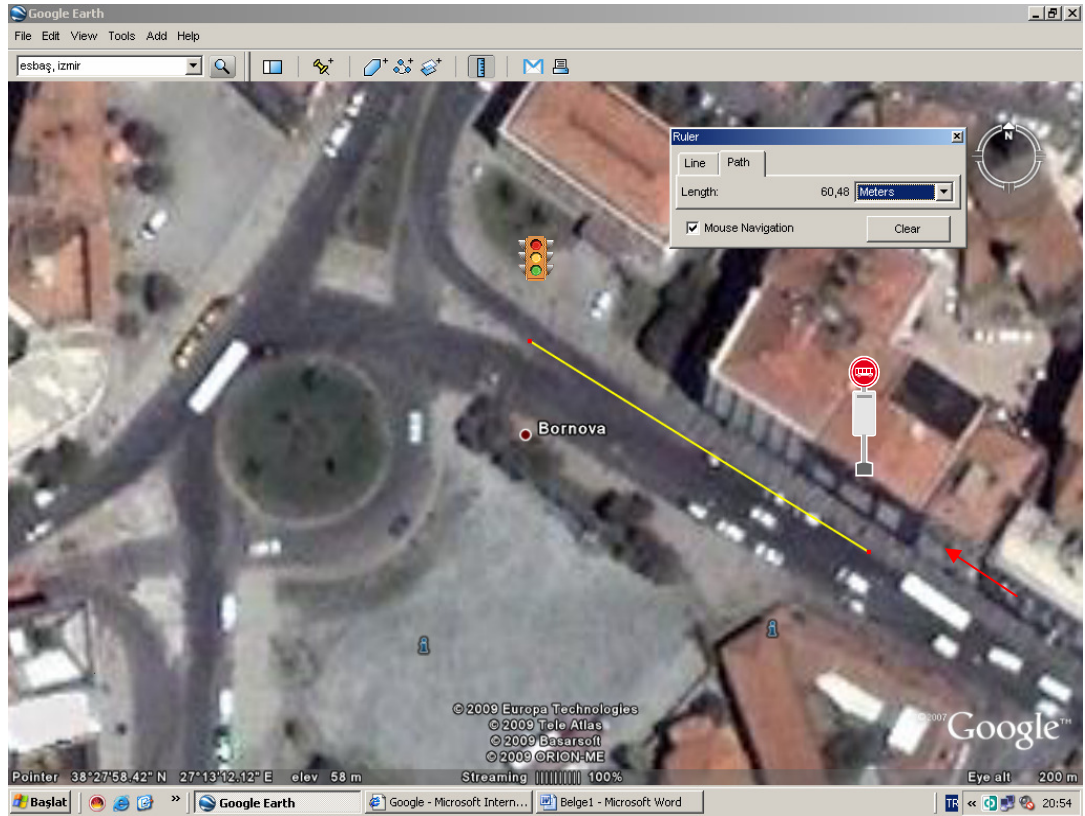 Google Earth
File Edit View Tools Add Help
esbaş, izmir
Ruler
N
Line Path
Length: 60,48 Meters
Mouse Navigation Clear
Bornova
© 2009 Europa Technologies
© 2009 Tele Atlas
© 2009 Basarsoft
© 2009 ORION-ME
©2007 Google™
Pointer 38°27'58,42" N 27°13'12,12" E elev 58 m Streaming |||||||||| 100% Eye alt 200 m
Başlat » Google Earth Google - Microsoft Intern... Belge1 - Microsoft Word TR « 20:54